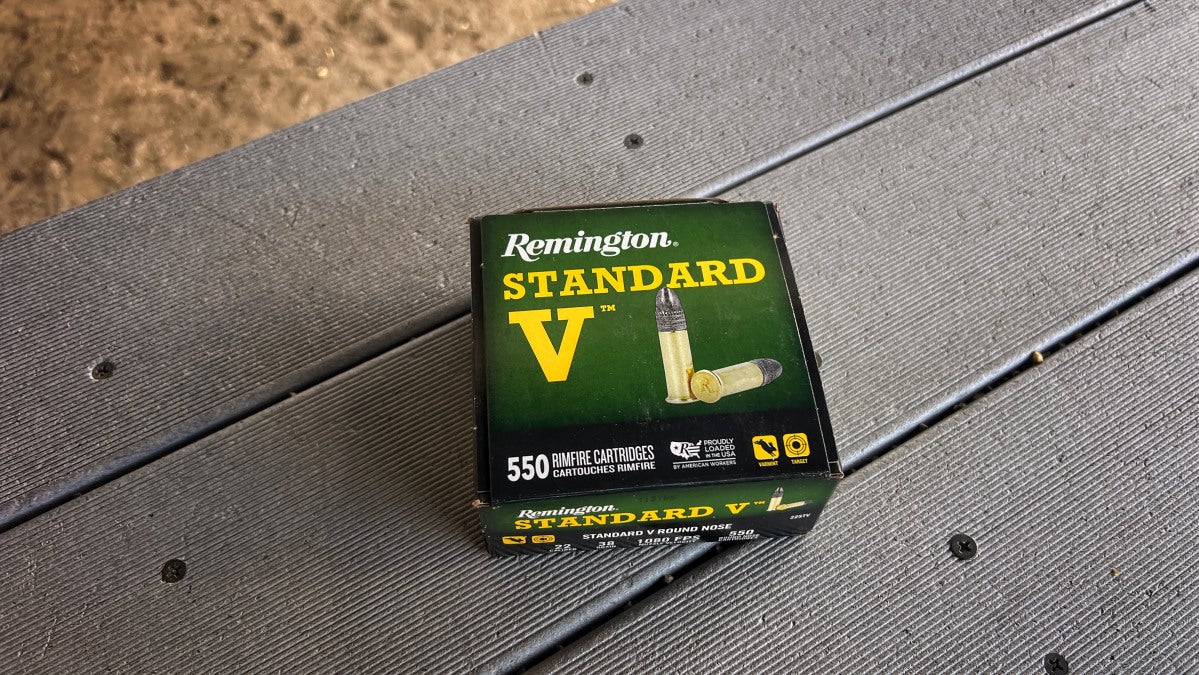 Remington®
STANDARD
V™
550 RIMFIRE CARTRIDGES
CARTOUCHES RIMFIRE
PROUDLY
LOADED
IN THE USA
BY AMERICAN WORKERS
VARMINT TARGET
Remington
STANDARD V™
STANDARD V ROUND NOSE
22 38 1080 FPS 550